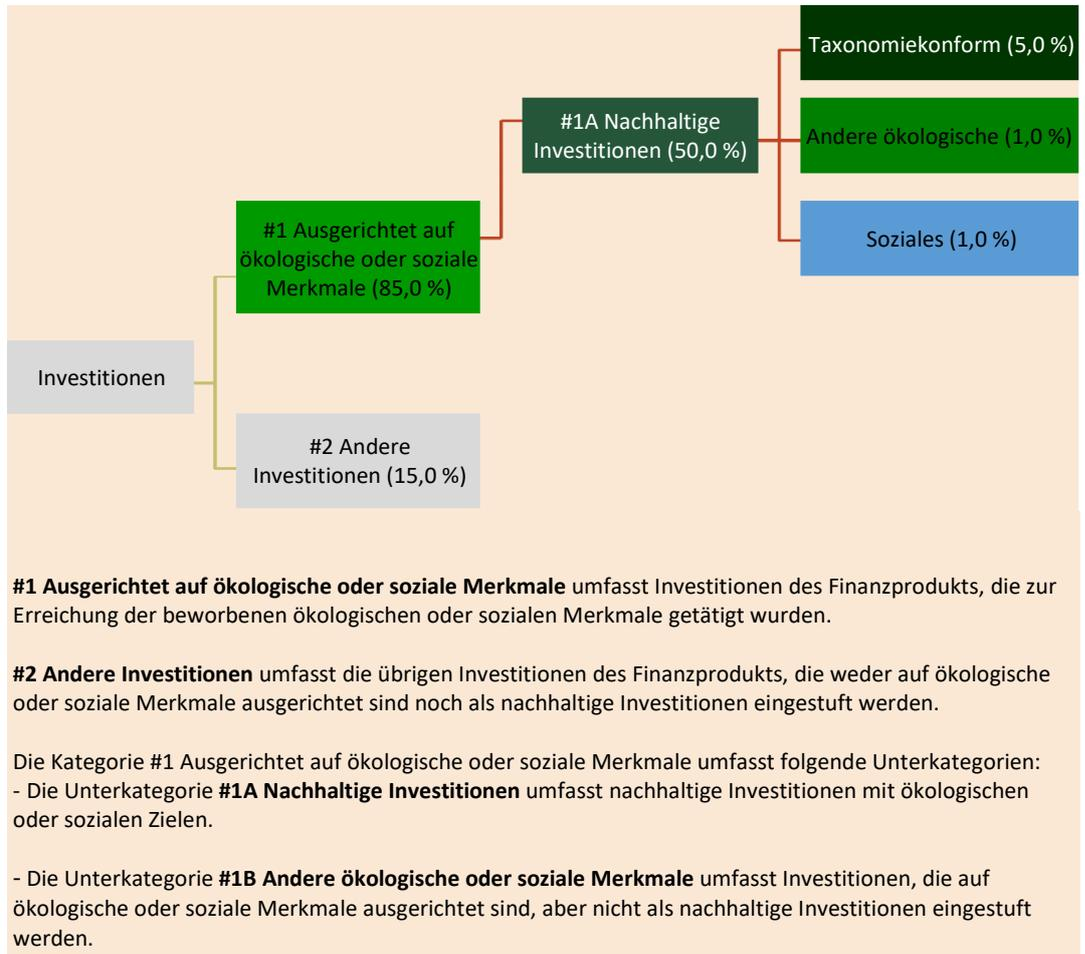 Taxonomiekonform (5,0 %)
#1A Nachhaltige
Investitionen (50,0 %)
Andere ökologische (1,0 %)
#1 Ausgerichtet auf
ökologische oder soziale
Merkmale (85,0 %)
Soziales (1,0 %)
Investitionen
#2 Andere
Investitionen (15,0 %)
#1 Ausgerichtet auf ökologische oder soziale Merkmale umfasst Investitionen des Finanzprodukts, die zur
Erreichung der beworbenen ökologischen oder sozialen Merkmale getätigt wurden.
#2 Andere Investitionen umfasst die übrigen Investitionen des Finanzprodukts, die weder auf ökologische
oder soziale Merkmale ausgerichtet sind noch als nachhaltige Investitionen eingestuft werden.
Die Kategorie #1 Ausgerichtet auf ökologische oder soziale Merkmale umfasst folgende Unterkategorien:
- Die Unterkategorie #1A Nachhaltige Investitionen umfasst nachhaltige Investitionen mit ökologischen
oder sozialen Zielen.
- Die Unterkategorie #1B Andere ökologische oder soziale Merkmale umfasst Investitionen, die auf
ökologische oder soziale Merkmale ausgerichtet sind, aber nicht als nachhaltige Investitionen eingestuft
werden.